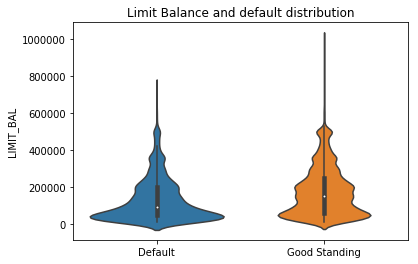 Limit Balance and default distribution
1000000
800000
600000
400000
200000
0
LIMIT_BAL
Default
Good Standing